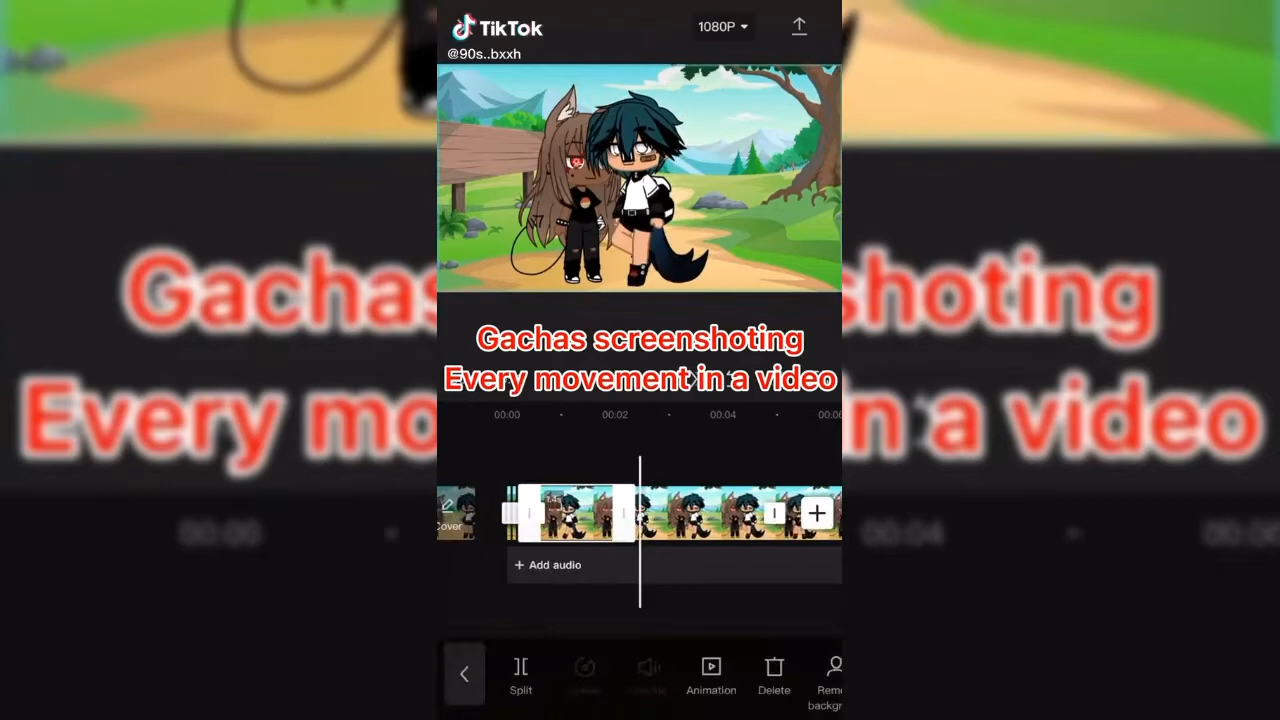 TikTok
1080P
@90s..bxxh
Gachas screenshoting
Every movement in a video
00:00
00:02
00:04
Cover
+ Add audio
Split
Animation
Delete